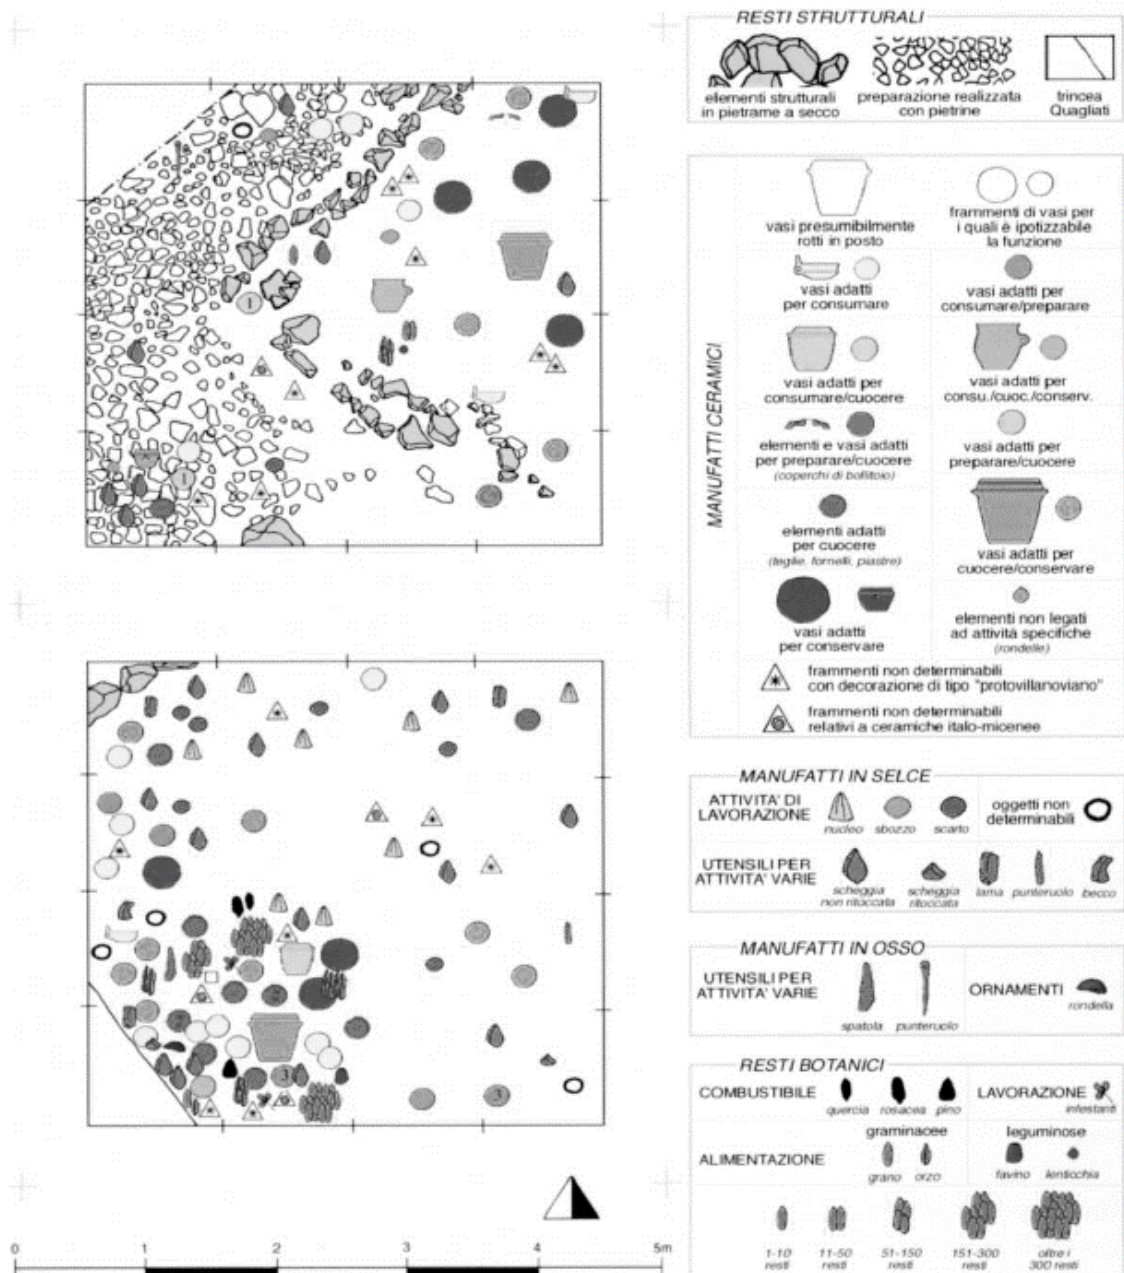 RESTI STRUTTURALI
elementi strutturali
in pietrame a secco
preparazione realizzata
con pietrine
trincea
Quagliati
MANUFATTI CERAMICI
vasi presumibilmente
rotti in posto
frammenti di vasi per
i quali è ipotizzabile
la funzione
vasi adatti
per consumare
vasi adatti per
consumare/preparare
vasi adatti per
consumare/cuocere
vasi adatti per
consu./cuoc./conserv.
elementi e vasi adatti
per preparare/cuocere
(coperchi di bollitoio)
vasi adatti per
preparare/cuocere
elementi adatti
per cuocere
(teglie, fornelli, piastre)
vasi adatti per
cuocere/conservare
vasi adatti
per conservare
elementi non legati
ad attività specifiche
(rondelle)
frammenti non determinabili
con decorazione di tipo "protovillanoviano"
frammenti non determinabili
relativi a ceramiche italo-micenee
MANUFATTI IN SELCE
ATTIVITA' DI
LAVORAZIONE
nucleo
sbozzo
scarto
oggetti non
determinabili
UTENSILI PER
ATTIVITA' VARIE
scheggia
non ritoccata
scheggia
ritoccata
lama
punteruolo
becco
MANUFATTI IN OSSO
UTENSILI PER
ATTIVITA' VARIE
spatola
punteruolo
ORNAMENTI
rondella
RESTI BOTANICI
COMBUSTIBILE
quercia
rosacea
pino
LAVORAZIONE
infestanti
ALIMENTAZIONE
graminacee
grano
orzo
leguminose
favino
lenticchia
1-10
resti
11-50
resti
51-150
resti
151-300
resti
oltre i
300 resti
1
1
3
3
0 1 2 3 4 5m